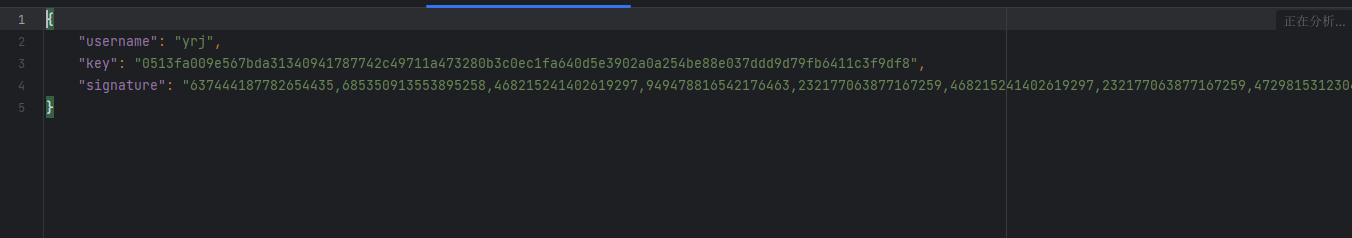 1 {
正在分析...
2 "username": "yrj",
3 "key": "0513fa009e567bda31340941787742c49711a473280b3c0ec1fa640d5e3902a0a254be88e037ddd9d79fb6411c3f9df8",
4 "signature": "637444187782654435,685350913553895258,468215241402619297,949478816542176463,232177063877167259,468215241402619297,232177063877167259,4729815312304
5 }